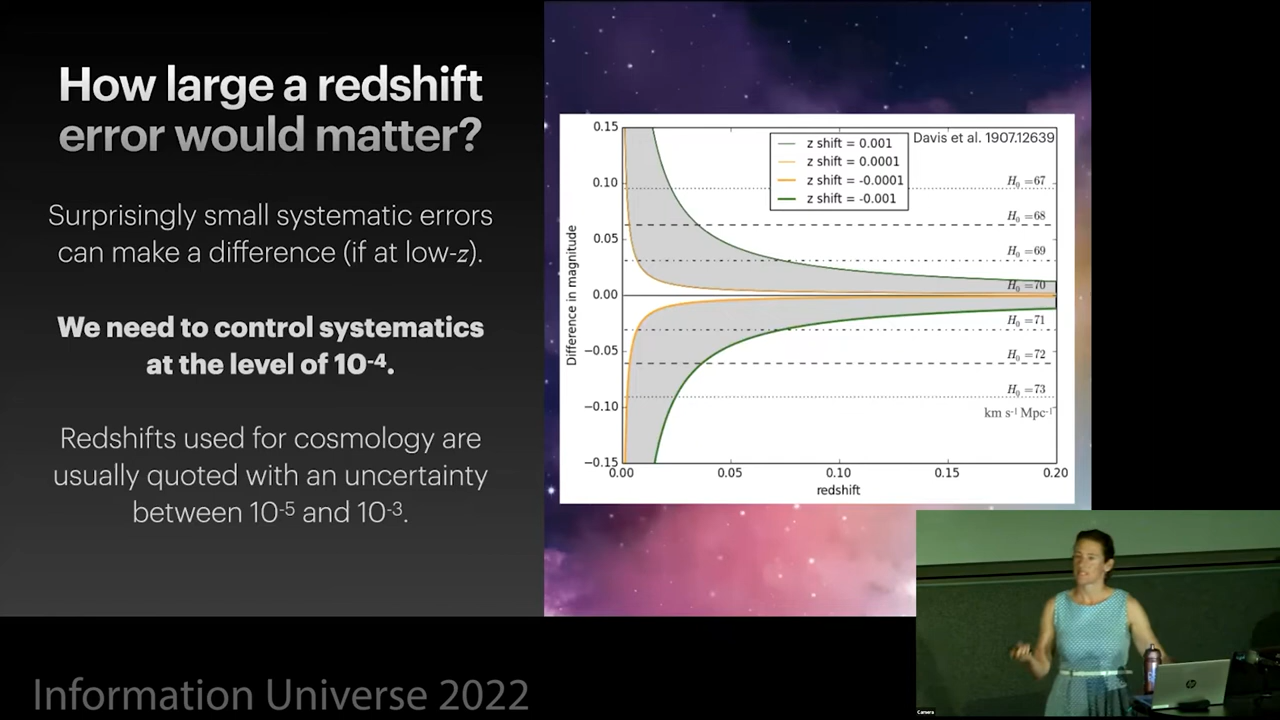 How large a redshift
error would matter?
Surprisingly small systematic errors
can make a difference (if at low-z).
We need to control systematics
at the level of 10⁻⁴.
Redshifts used for cosmology are
usually quoted with an uncertainty
between 10⁻⁵ and 10⁻³.
Davis et al. 1907.12639
z shift = 0.001
z shift = 0.0001
z shift = -0.0001
z shift = -0.001
Difference in magnitude
0.15
0.10
0.05
0.00
−0.05
−0.10
−0.15
H₀ =67
H₀ =68
H₀ =69
H₀ =70
H₀ =71
H₀ =72
H₀ =73
km s⁻¹ Mpc⁻¹
0.00
0.05
0.10
0.15
0.20
redshift
hp
Camera
Information Universe 2022